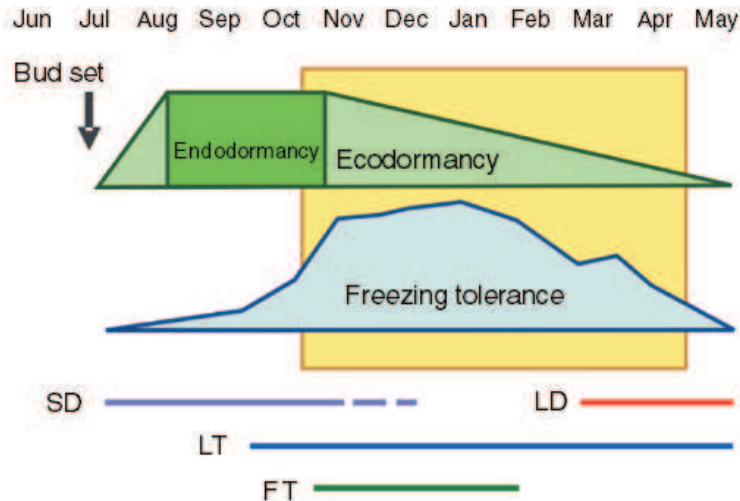 Jun Jul Aug Sep Oct Nov Dec Jan Feb Mar Apr May
Bud set
Endodormancy
Ecodormancy
Freezing tolerance
SD
LD
LT
FT